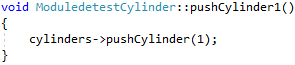 void ModuledetestCylinder::pushCylinder1()
{
    cylinders->pushCylinder(1);
}